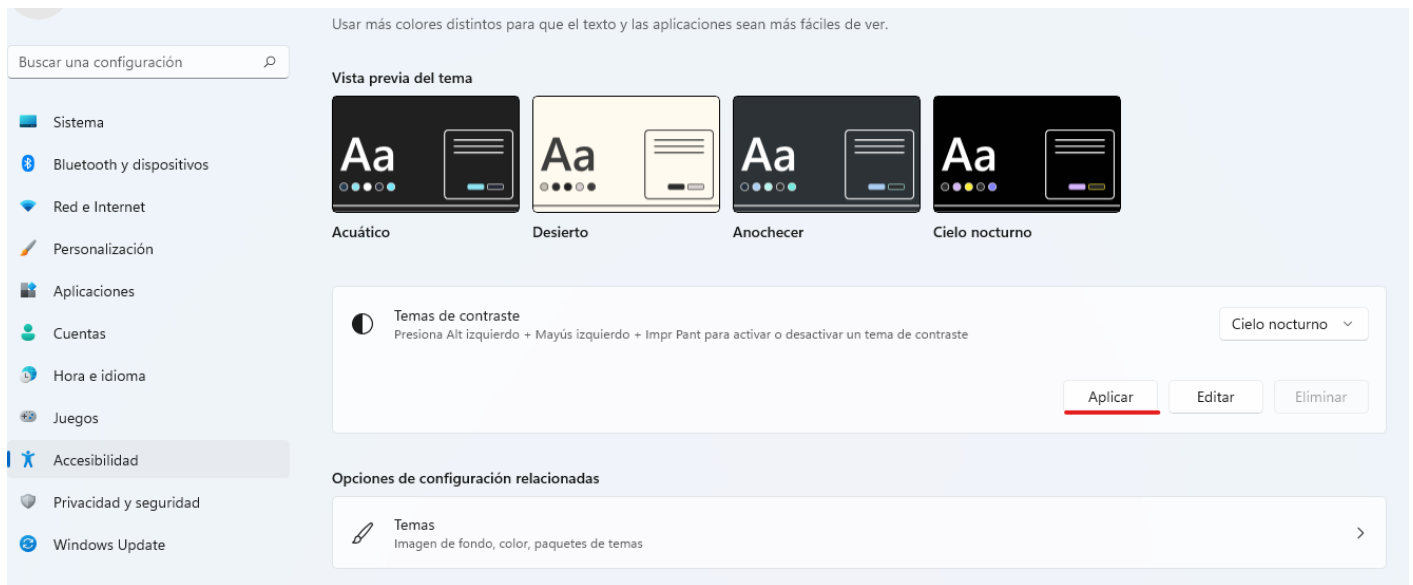 Usar más colores distintos para que el texto y las aplicaciones sean más fáciles de ver.
Buscar una configuración
Sistema
Bluetooth y dispositivos
Red e Internet
Personalización
Aplicaciones
Cuentas
Hora e idioma
Juegos
Accesibilidad
Privacidad y seguridad
Windows Update
Vista previa del tema
Aa
Aa
Aa
Aa
Acuático
Desierto
Anochecer
Cielo nocturno
Temas de contraste
Presiona Alt izquierdo + Mayús izquierdo + Impr Pant para activar o desactivar un tema de contraste
Cielo nocturno
Aplicar
Editar
Eliminar
Opciones de configuración relacionadas
Temas
Imagen de fondo, color, paquetes de temas